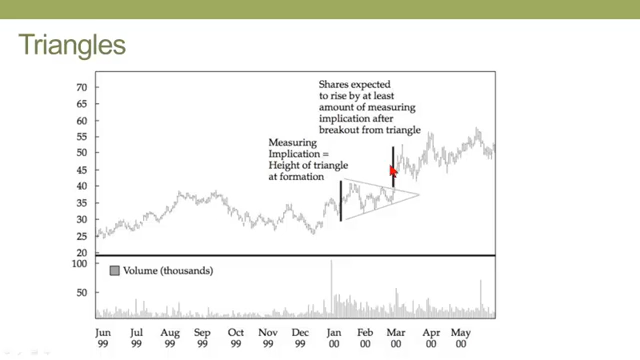 Triangles
Shares expected
to rise by at least
amount of measuring
implication after
breakout from triangle
Measuring
Implication =
Height of triangle
at formation
70
65
60
55
50
45
40
35
30
25
20
100
50
Volume (thousands)
Jun Jul Aug Sep Oct Nov Dec Jan Feb Mar Apr May
99 99 99 99 99 99 99 00 00 00 00 00